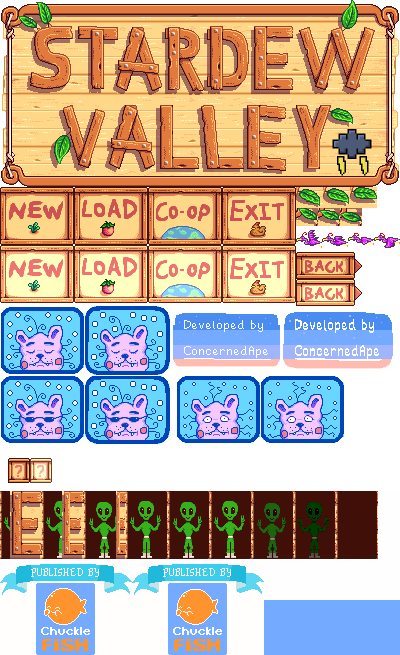 STARDEW
VALLEY
NEW LOAD CO-OP EXIT
NEW LOAD CO-OP EXIT
BACK
BACK
Developed by
ConcernedApe
Developed by
ConcernedApe
? ?
E E
PUBLISHED BY
Chuckle
FISH
PUBLISHED BY
Chuckle
FISH